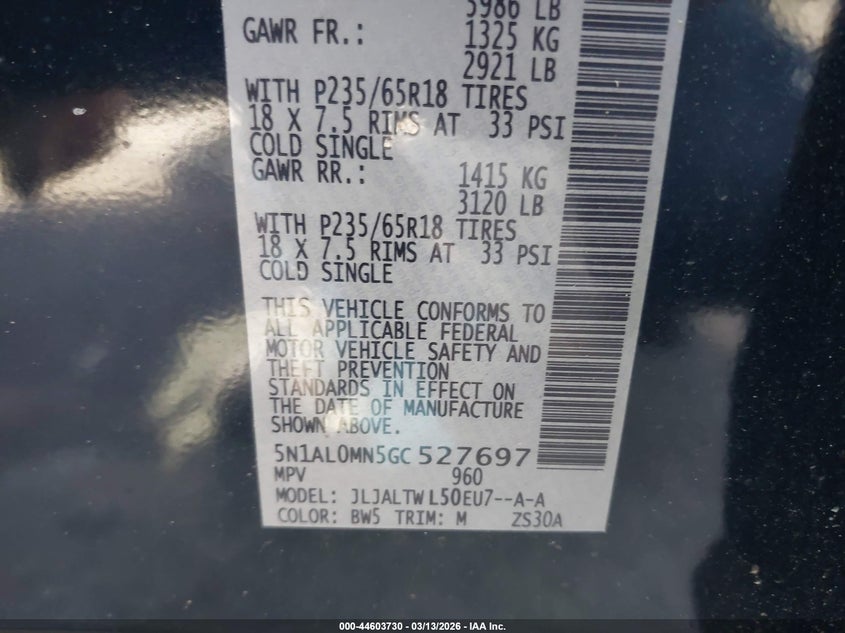 5986 LB
GAWR FR.: 1325 KG
2921 LB
WITH P235/65R18 TIRES
18 X 7.5 RIMS AT 33 PSI
COLD SINGLE
GAWR RR.: 1415 KG
3120 LB
WITH P235/65R18 TIRES
18 X 7.5 RIMS AT 33 PSI
COLD SINGLE
THIS VEHICLE CONFORMS TO
ALL APPLICABLE FEDERAL
MOTOR VEHICLE SAFETY AND
THEFT PREVENTION
STANDARDS IN EFFECT ON
THE DATE OF MANUFACTURE
SHOWN ABOVE.
5N1AL0MN5GC527697
MPV 960
MODEL: JLJALTWL50EU7--A-A
COLOR: BW5 TRIM: M ZS30A
000-44603730 - 03/13/2026 - IAA Inc.